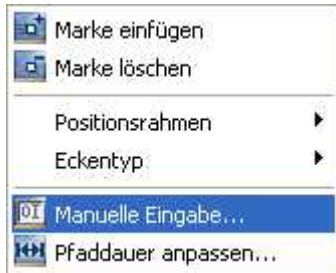 Marke einfügen
Marke löschen
Positionsrahmen
Eckentyp
Manuelle Eingabe...
Pfaddauer anpassen...